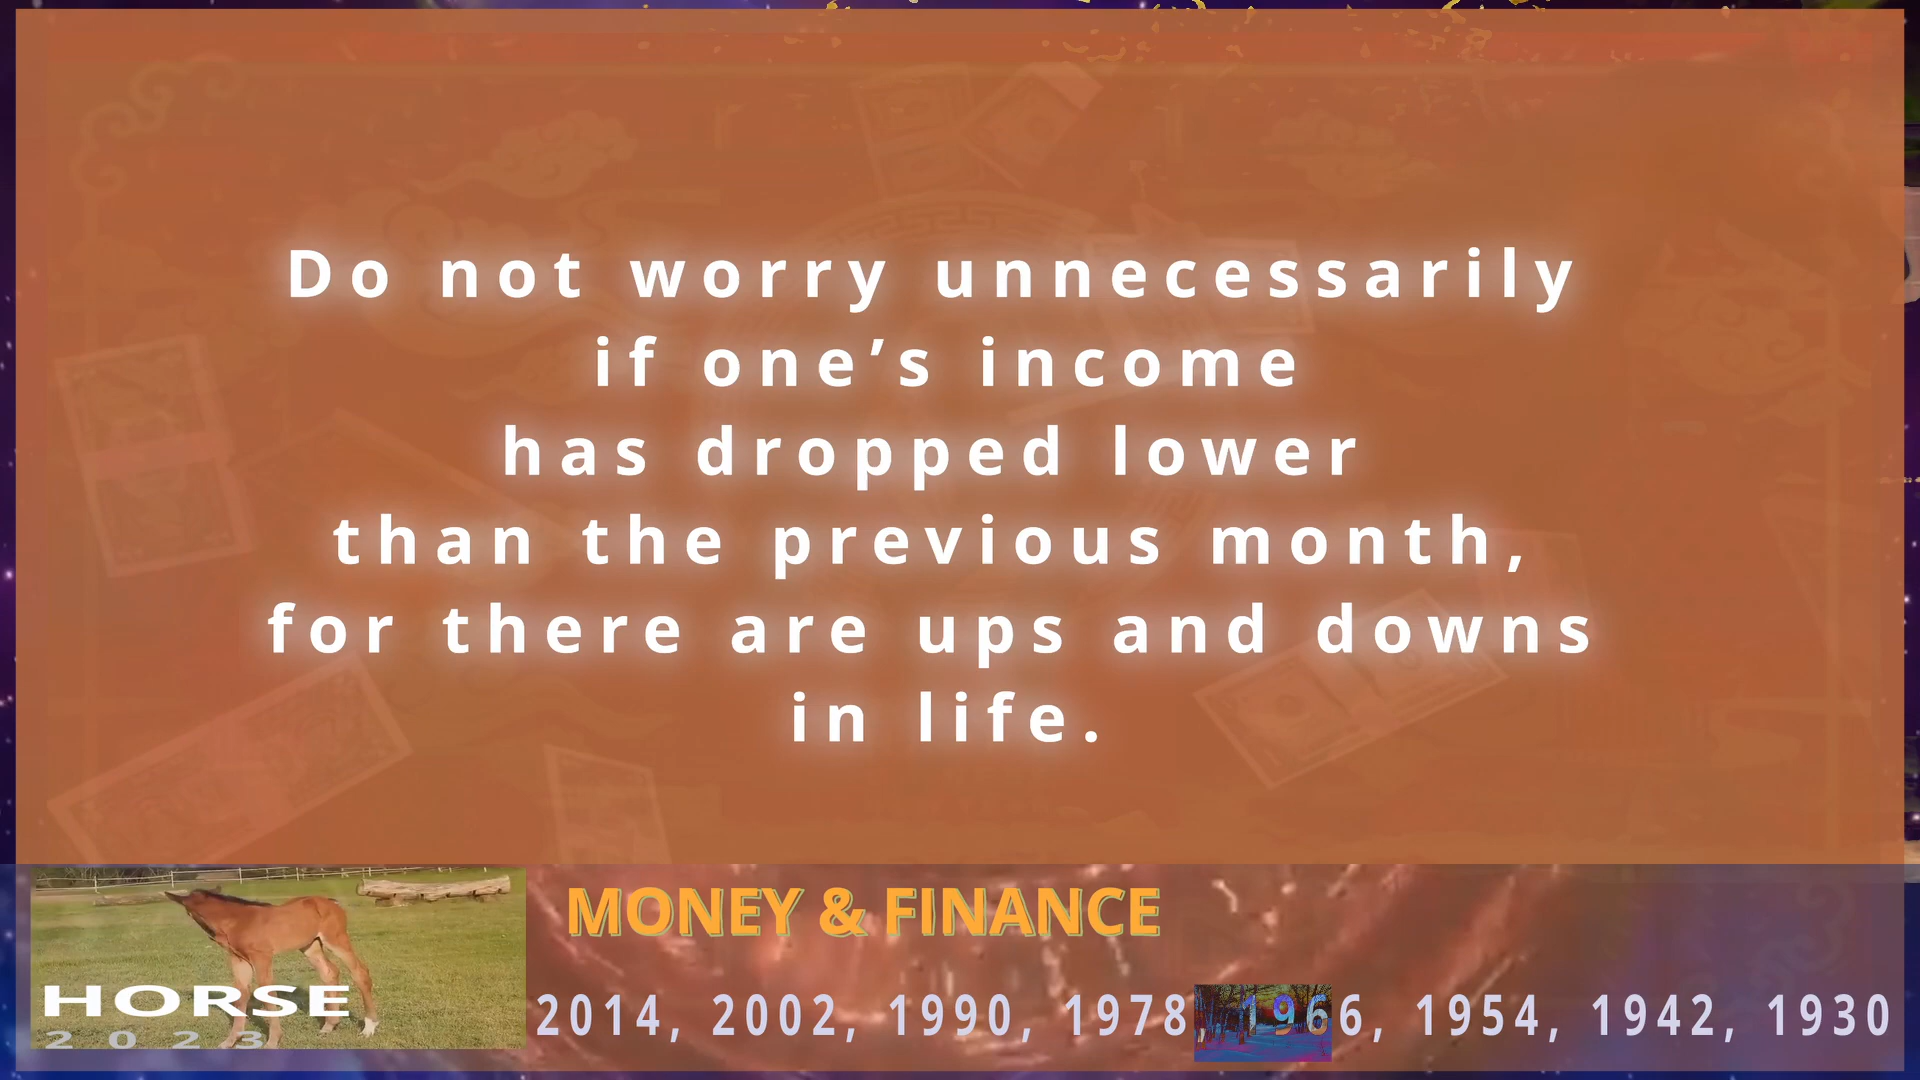 Do not worry unnecessarily
if one’s income
has dropped lower
than the previous month,
for there are ups and downs
in life.
MONEY & FINANCE
HORSE
2023
2014, 2002, 1990, 1978, 1966, 1954, 1942, 1930